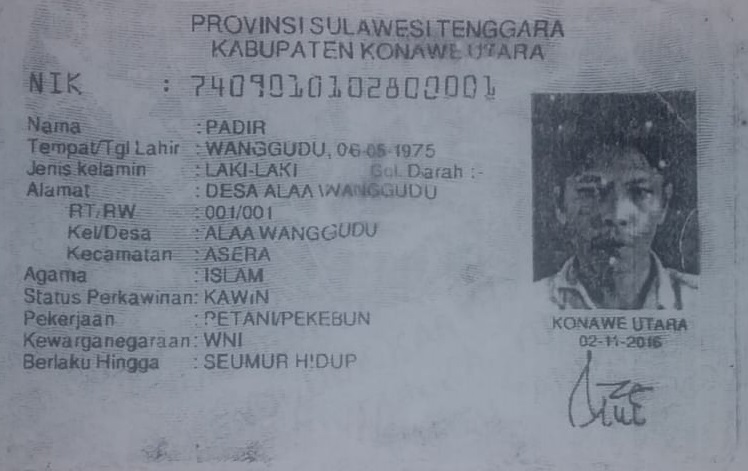 PROVINSI SULAWESI TENGGARA
KABUPATEN KONAWE UTARA
NIK : 7409010102800001
Nama : PADIR
Tempat/Tgl Lahir : WANGGUDU, 06-05-1975
Jenis kelamin : LAKI-LAKI Gol. Darah :-
Alamat : DESA ALAA WANGGUDU
RT/RW : 001/001
Kel/Desa : ALAA WANGGUDU
Kecamatan : ASERA
Agama : ISLAM
Status Perkawinan: KAWIN
Pekerjaan : PETANI/PEKEBUN
Kewarganegaraan: WNI
Berlaku Hingga : SEUMUR HIDUP
KONAWE UTARA
02-11-2016